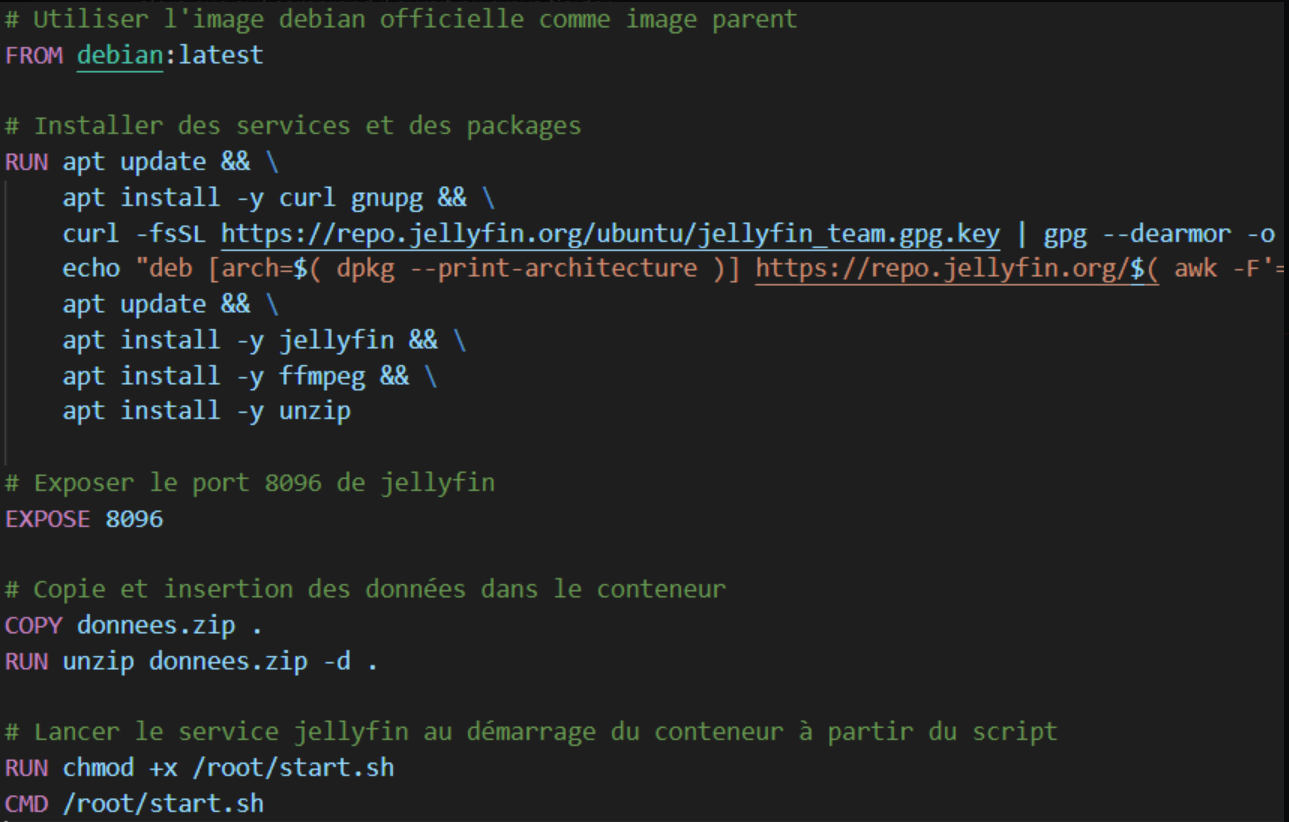 # Utiliser l'image debian officielle comme image parent
FROM debian:latest
# Installer des services et des packages
RUN apt update && \
apt install -y curl gnupg && \
curl -fsSL https://repo.jellyfin.org/ubuntu/jellyfin_team.gpg.key | gpg --dearmor -o
echo "deb [arch=$( dpkg --print-architecture )] https://repo.jellyfin.org/$( awk -F'=
apt update && \
apt install -y jellyfin && \
apt install -y ffmpeg && \
apt install -y unzip
# Exposer le port 8096 de jellyfin
EXPOSE 8096
# Copie et insertion des données dans le conteneur
COPY donnees.zip .
RUN unzip donnees.zip -d .
# Lancer le service jellyfin au démarrage du conteneur à partir du script
RUN chmod +x /root/start.sh
CMD /root/start.sh